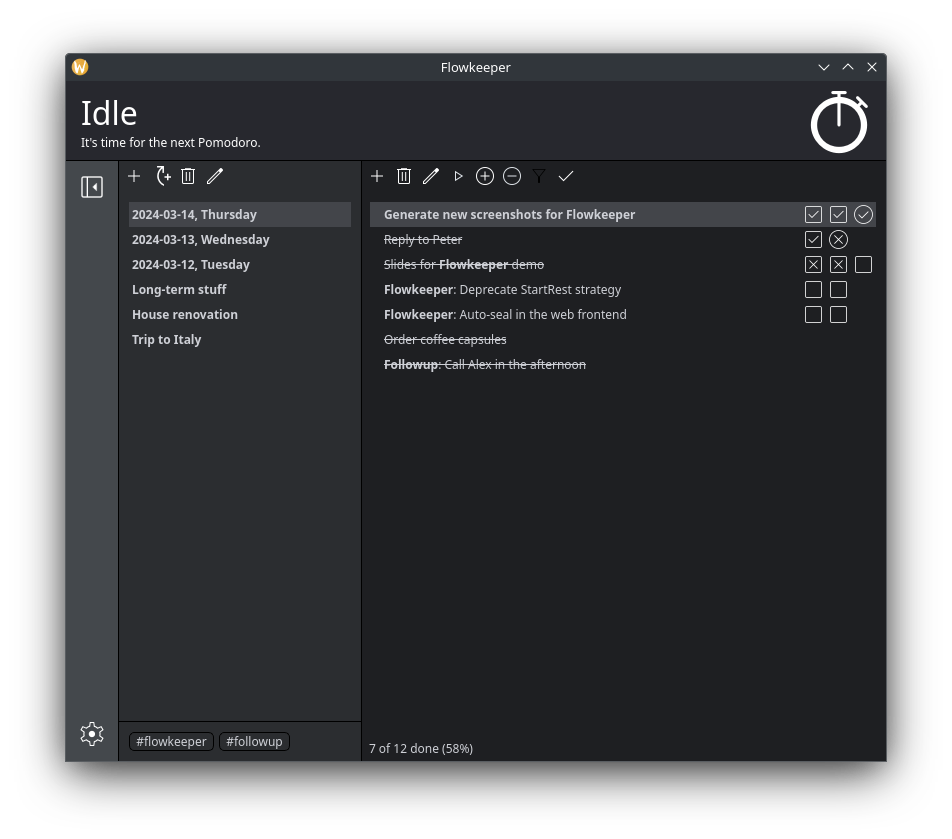 Flowkeeper
Idle
It's time for the next Pomodoro.
2024-03-14, Thursday
2024-03-13, Wednesday
2024-03-12, Tuesday
Long-term stuff
House renovation
Trip to Italy
#flowkeeper #followup
Generate new screenshots for Flowkeeper
Reply to Peter
Slides for Flowkeeper demo
Flowkeeper: Deprecate StartRest strategy
Flowkeeper: Auto-seal in the web frontend
Order coffee capsules
Followup: Call Alex in the afternoon
7 of 12 done (58%)